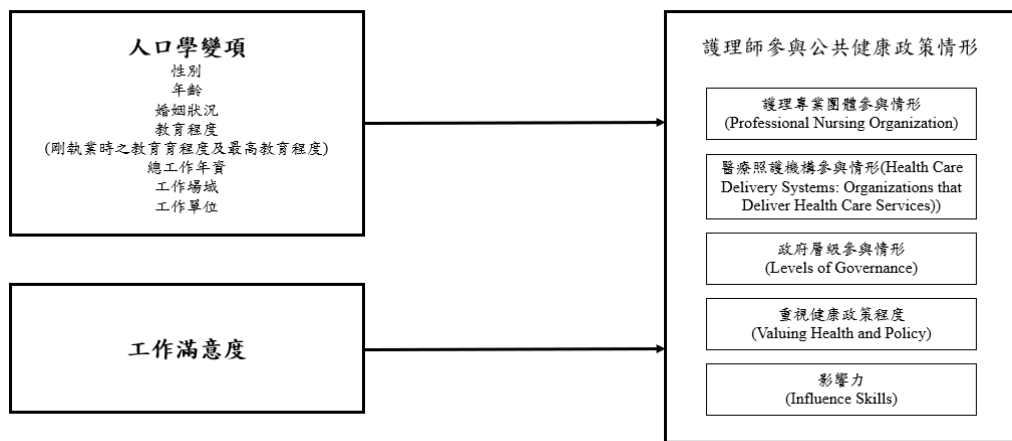 人口學變項
性別
年齡
婚姻狀況
教育程度
(剛執業時之教育育程度及最高教育程度)
總工作年資
工作場域
工作單位
工作滿意度
護理師參與公共健康政策情形
護理專業團體參與情形
(Professional Nursing Organization)
醫療照護機構參與情形(Health Care
Delivery Systems: Organizations that
Deliver Health Care Services))
政府層級參與情形
(Levels of Governance)
重視健康政策程度
(Valuing Health and Policy)
影響力
(Influence Skills)